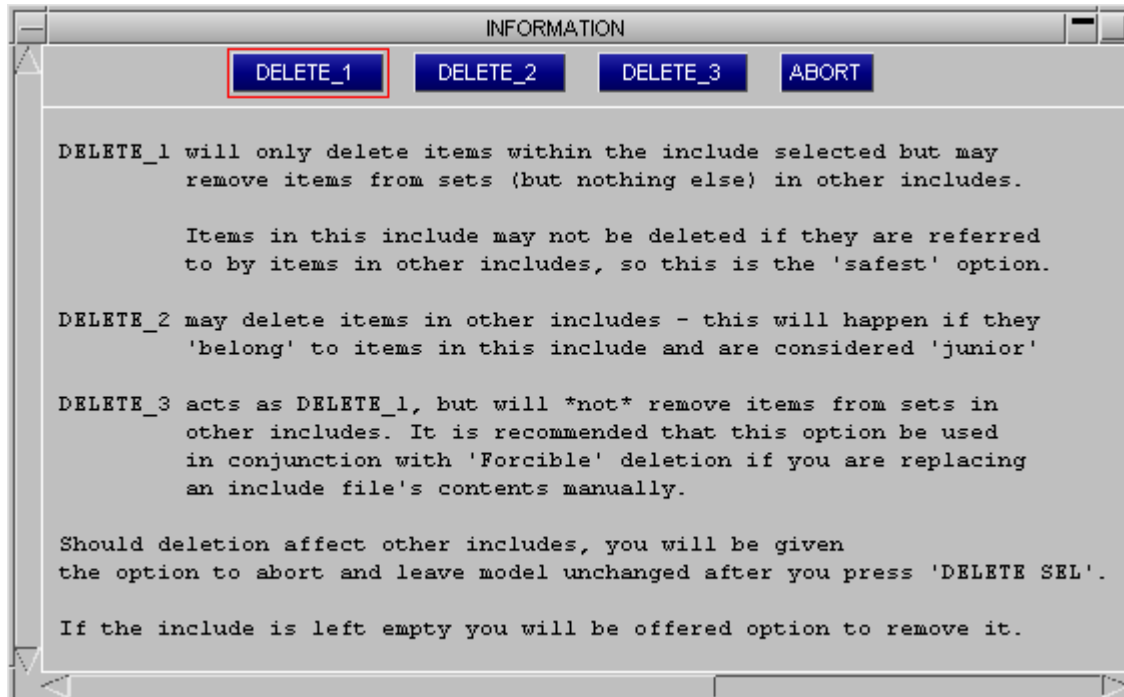 INFORMATION
DELETE_1 DELETE_2 DELETE_3 ABORT
DELETE_1 will only delete items within the include selected but may
remove items from sets (but nothing else) in other includes.
Items in this include may not be deleted if they are referred
to by items in other includes, so this is the 'safest' option.
DELETE_2 may delete items in other includes - this will happen if they
'belong' to items in this include and are considered 'junior'
DELETE_3 acts as DELETE_1, but will *not* remove items from sets in
other includes. It is recommended that this option be used
in conjunction with 'Forcible' deletion if you are replacing
an include file's contents manually.
Should deletion affect other includes, you will be given
the option to abort and leave model unchanged after you press 'DELETE SEL'.
If the include is left empty you will be offered option to remove it.